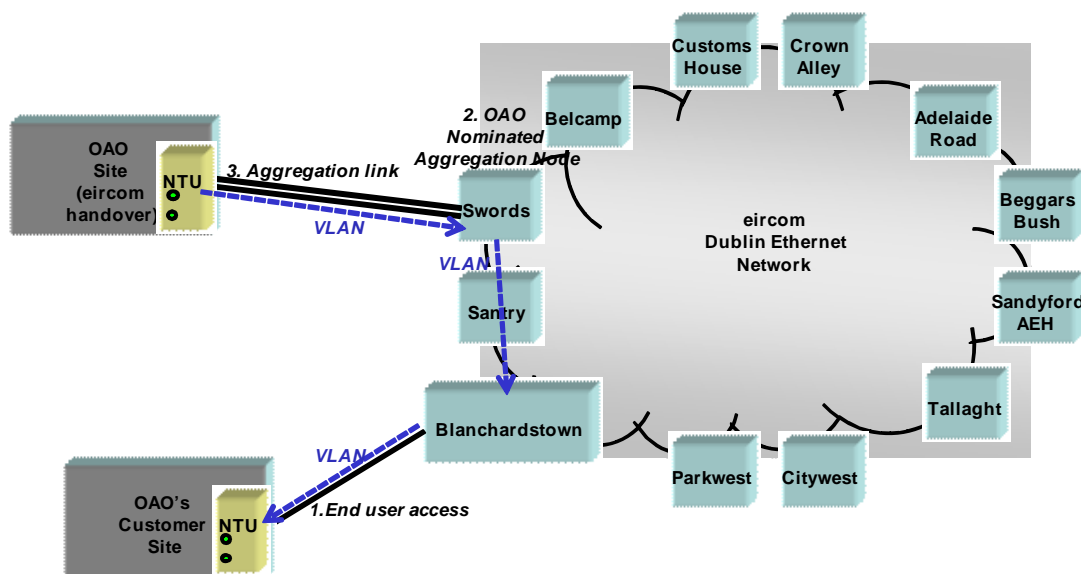 Customs
House
Crown
Alley
Belcamp
2. OAO
Nominated
Aggregation Node
Adelaide
Road
OAO
Site
(eircom
handover)
NTU
3. Aggregation link
VLAN
Swords
VLAN
Beggars
Bush
eircom
Dublin Ethernet
Network
Santry
Sandyford
AEH
Tallaght
Blanchardstown
VLAN
Parkwest
Citywest
OAO's
Customer
Site
NTU
1.End user access